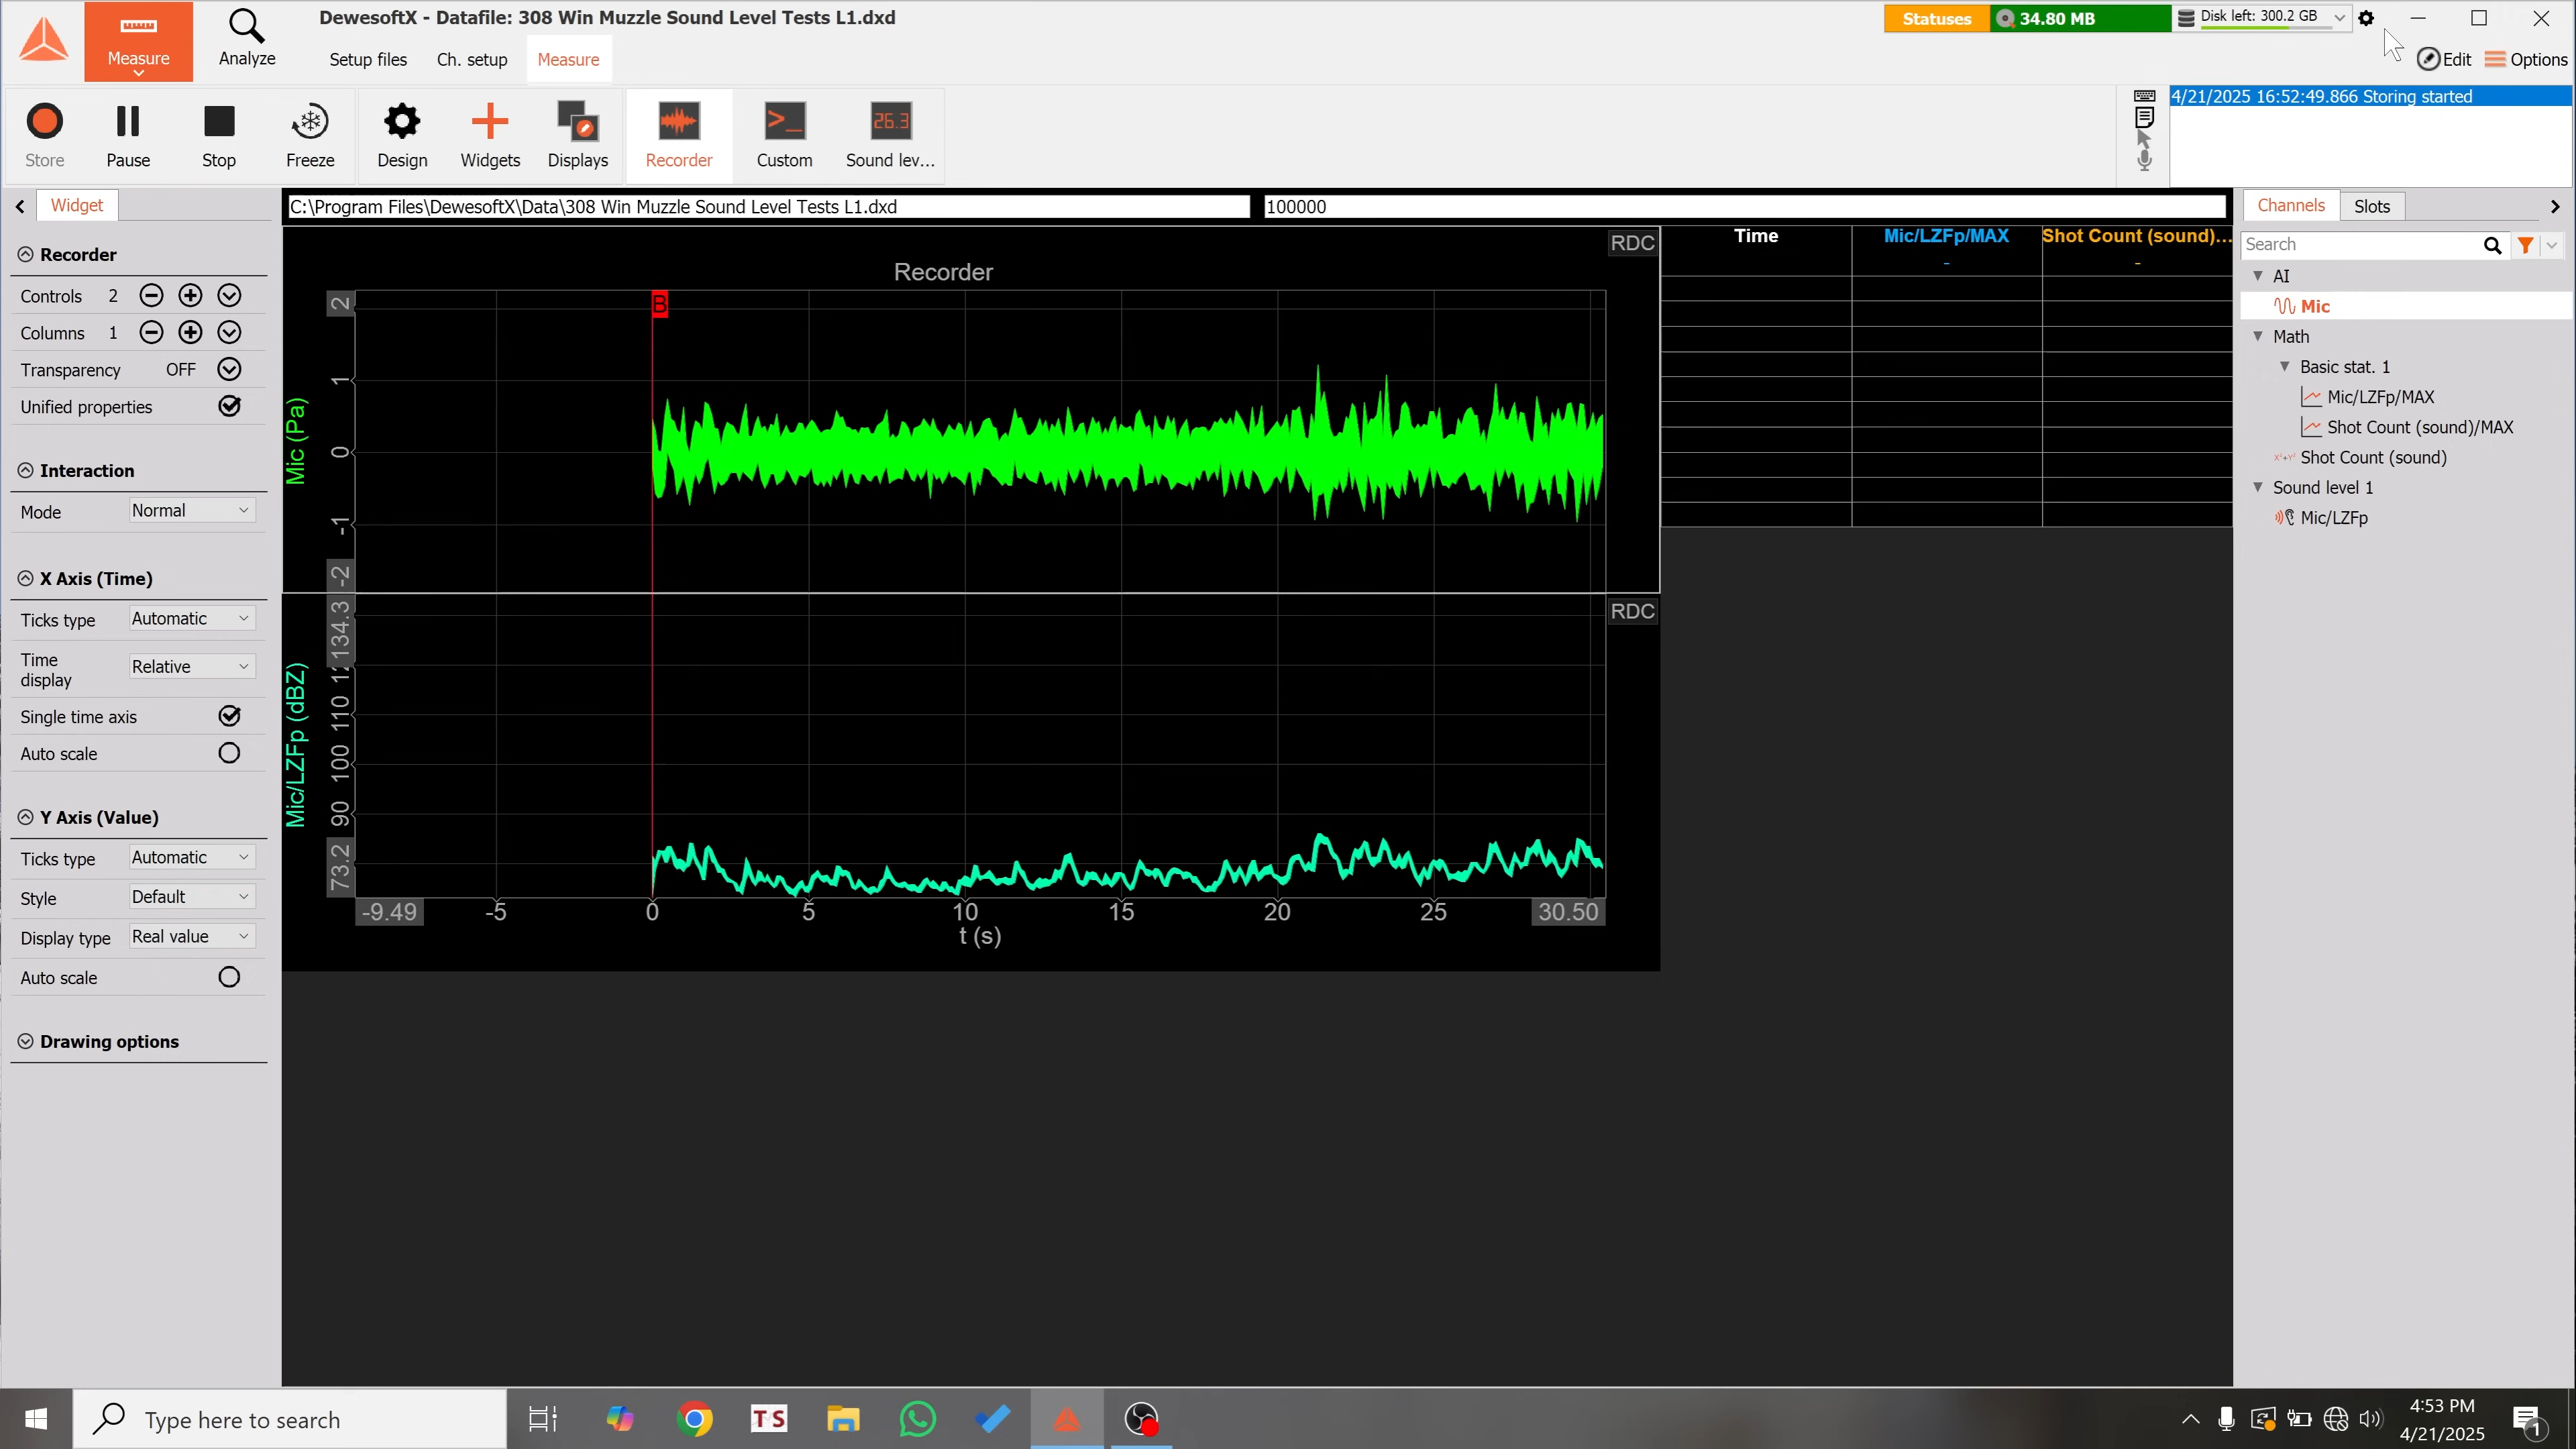 DewesoftX - Datafile: 308 Win Muzzle Sound Level Tests L1.dxd
Statuses
34.80 MB
Disk left: 300.2 GB
Measure
Analyze
Setup files
Ch. setup
Measure
Edit
Options
Store
Pause
Stop
Freeze
Design
Widgets
Displays
Recorder
Custom
26.3
Sound lev...
4/21/2025 16:52:49.866 Storing started
Widget
C:\Program Files\DewesoftX\Data\308 Win Muzzle Sound Level Tests L1.dxd
100000
Channels
Slots
Recorder
Controls 2
Columns 1
Transparency OFF
Unified properties
Interaction
Mode Normal
X Axis (Time)
Ticks type Automatic
Time display Relative
Single time axis
Auto scale
Y Axis (Value)
Ticks type Automatic
Style Default
Display type Real value
Auto scale
Drawing options
RDC
Recorder
B
Mic (Pa)
2
1
0
-1
-2
RDC
Mic/LZFp (dBZ)
134.3
110
100
90
73.2
-9.49
-5
0
5
10
15
20
25
30.50
t (s)
Time
Mic/LZFp/MAX
Shot Count (sound)...
-
-
Search
AI
Mic
Math
Basic stat. 1
Mic/LZFp/MAX
Shot Count (sound)/MAX
Shot Count (sound)
Sound level 1
Mic/LZFp
Type here to search
TS
4:53 PM
4/21/2025
1